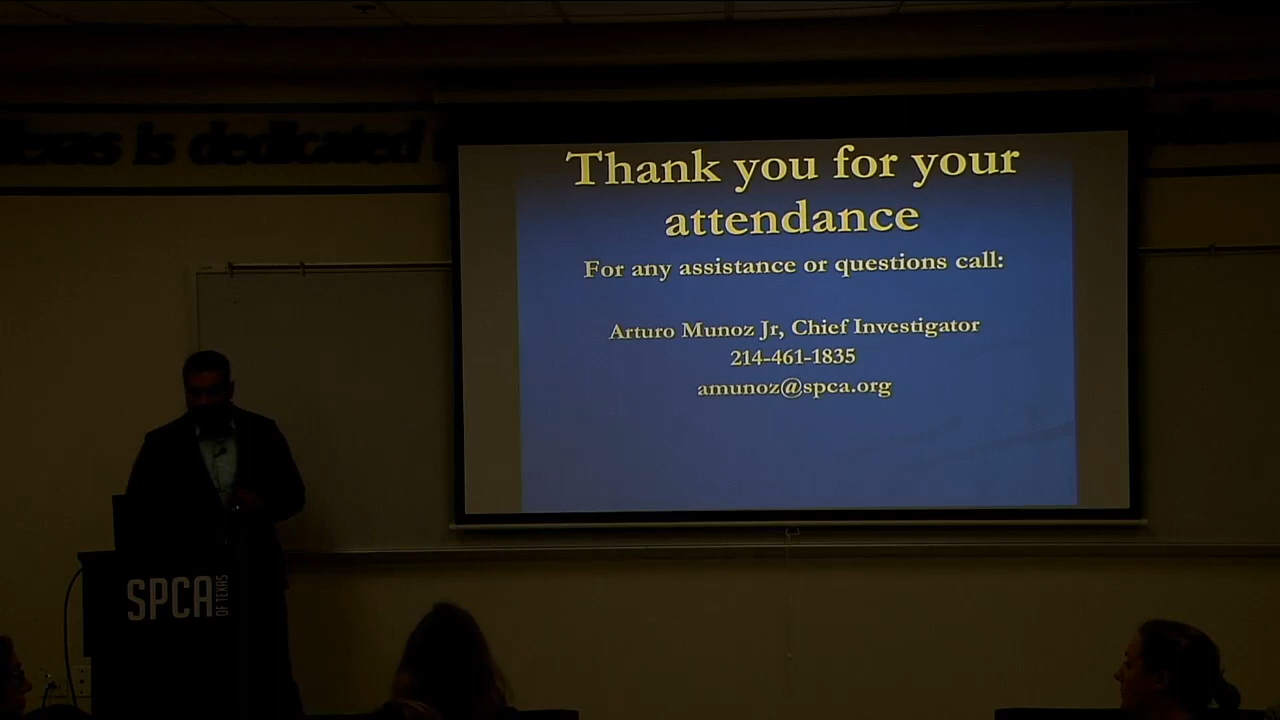 Texas is dedicated
Thank you for your
attendance
For any assistance or questions call:
Arturo Munoz Jr, Chief Investigator
214-461-1835
amunoz@spca.org
SPCA
OF TEXAS